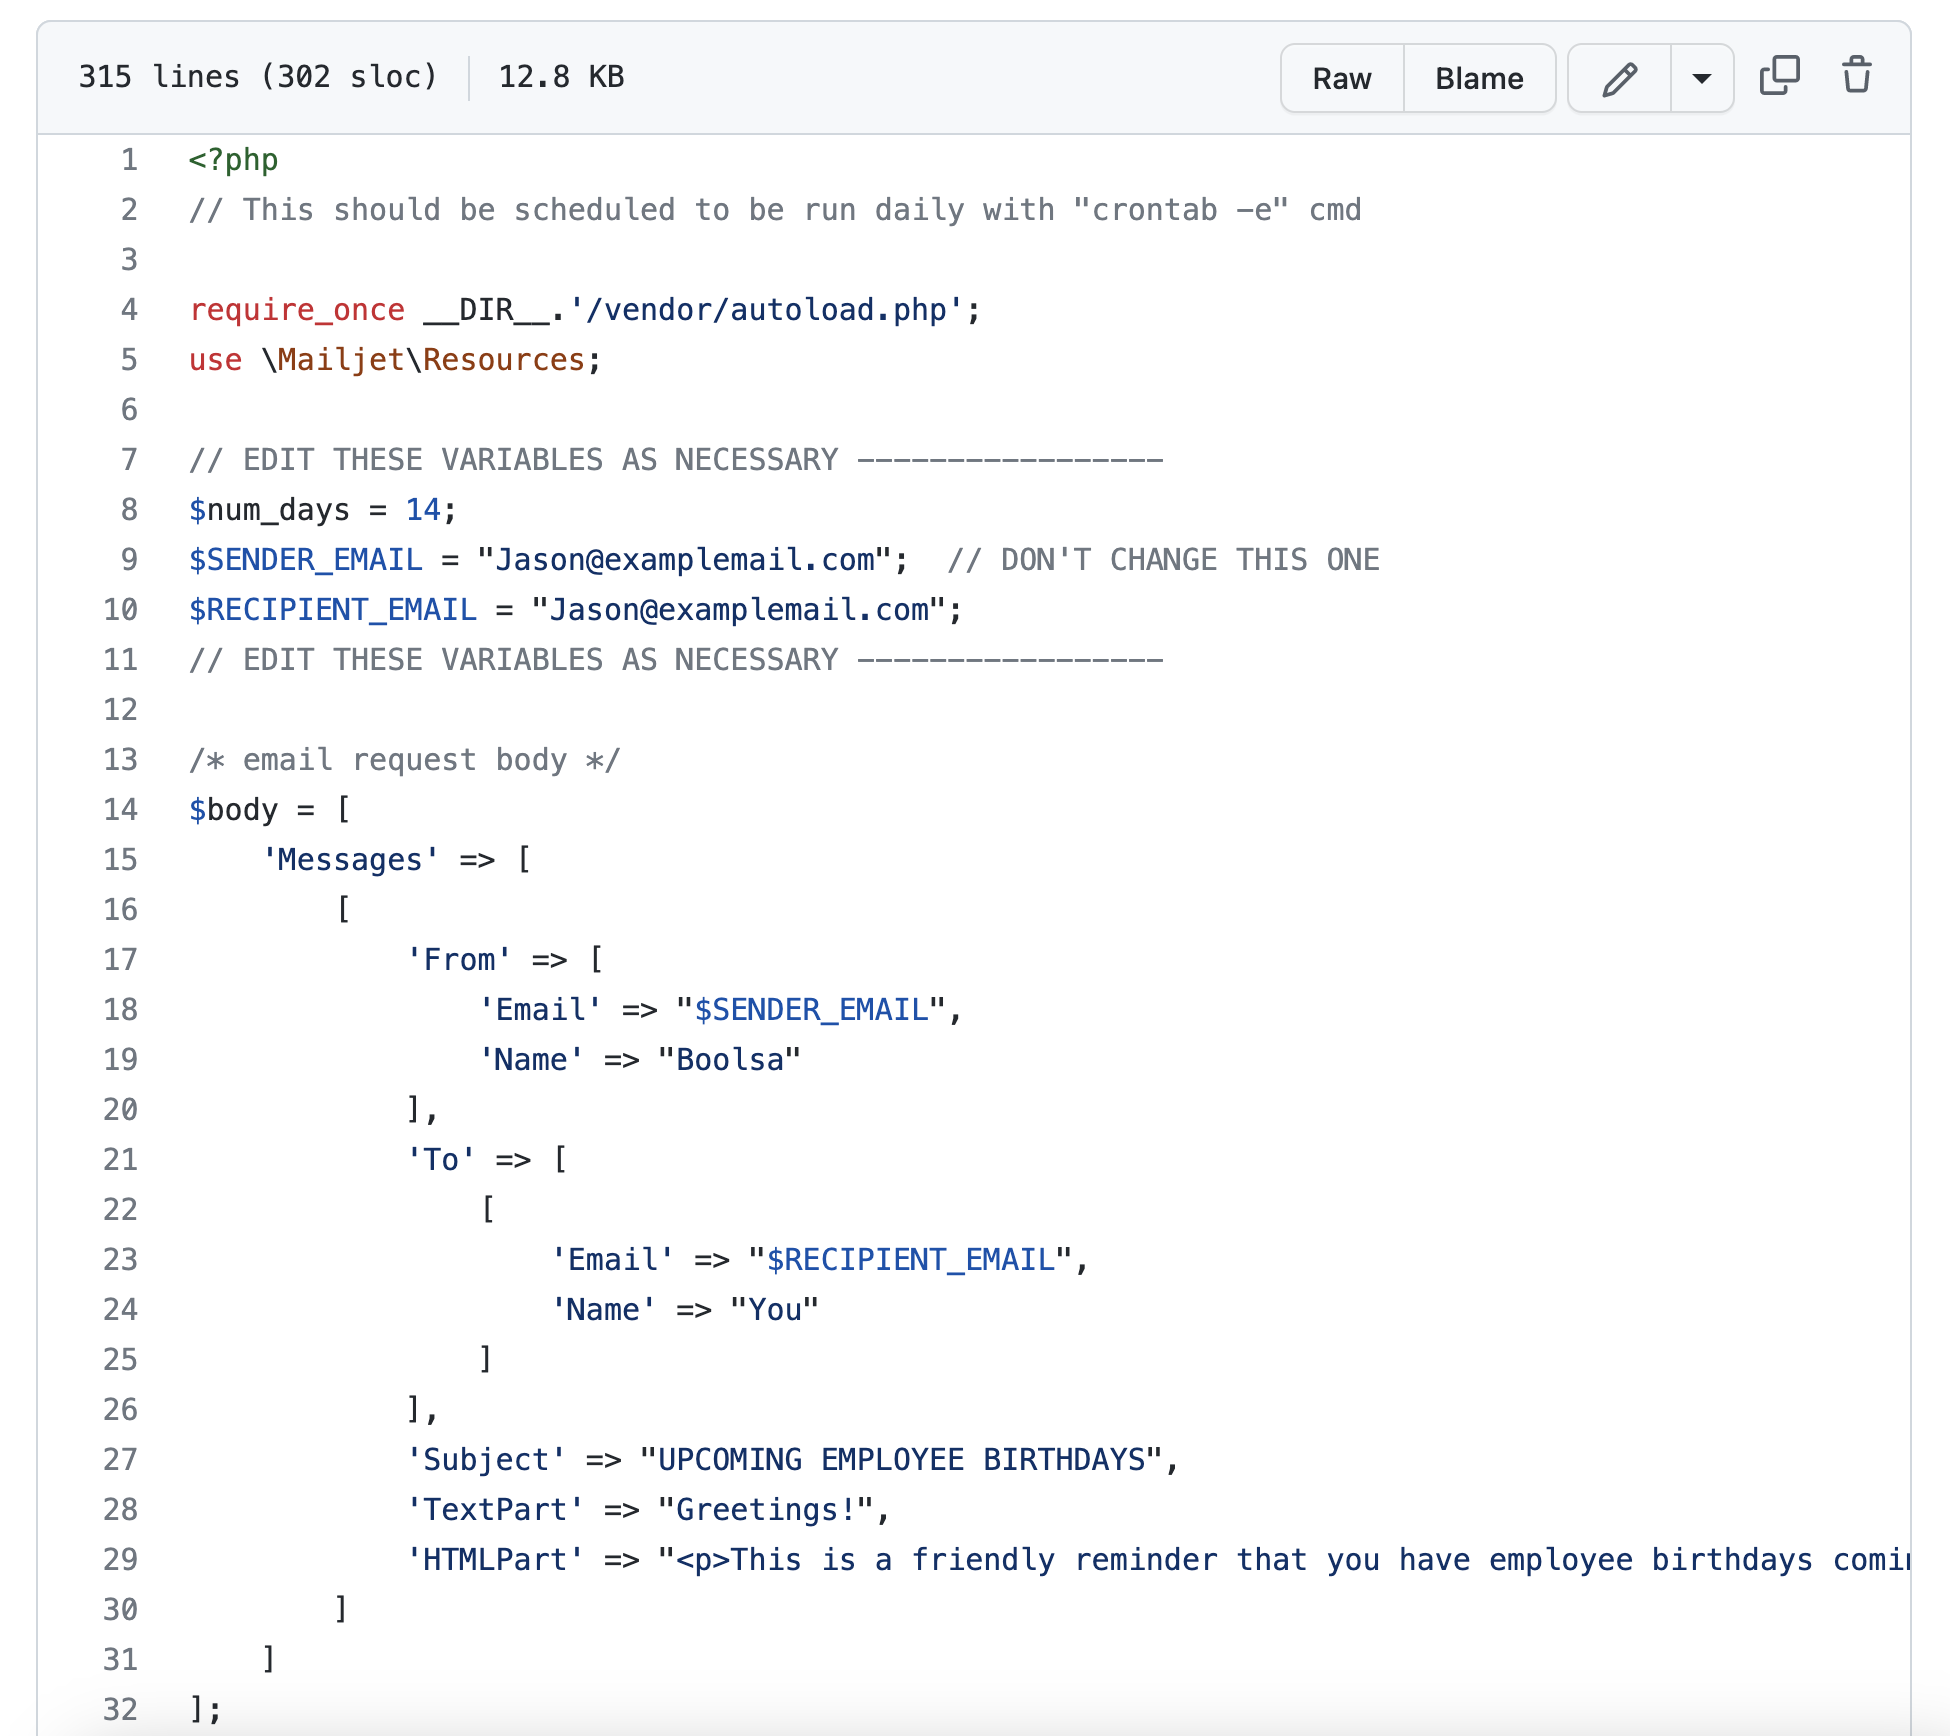 315 lines (302 sloc) 12.8 KB Raw Blame
1 <?php
2 // This should be scheduled to be run daily with "crontab -e" cmd
3
4 require_once __DIR__.'/vendor/autoload.php';
5 use \Mailjet\Resources;
6
7 // EDIT THESE VARIABLES AS NECESSARY -----------------
8 $num_days = 14;
9 $SENDER_EMAIL = "Jason@examplemail.com";  // DON'T CHANGE THIS ONE
10 $RECIPIENT_EMAIL = "Jason@examplemail.com";
11 // EDIT THESE VARIABLES AS NECESSARY -----------------
12
13 /* email request body */
14 $body = [
15     'Messages' => [
16         [
17             'From' => [
18                 'Email' => "$SENDER_EMAIL",
19                 'Name' => "Boolsa"
20             ],
21             'To' => [
22                 [
23                     'Email' => "$RECIPIENT_EMAIL",
24                     'Name' => "You"
25                 ]
26             ],
27             'Subject' => "UPCOMING EMPLOYEE BIRTHDAYS",
28             'TextPart' => "Greetings!",
29             'HTMLPart' => "<p>This is a friendly reminder that you have employee birthdays
30         ]
31     ]
32 ];